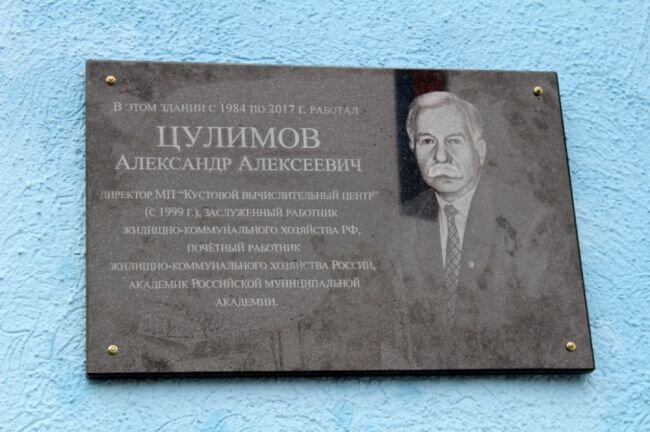 В этом здании с 1984 по 2017 г. работал
ЦУЛИМОВ
Александр Алексеевич
директор МП "Кустовой вычислительный центр"
(с 1999 г.), заслуженный работник
жилищно-коммунального хозяйства РФ,
почётный работник
жилищно-коммунального хозяйства России,
академик Российской муниципальной
академии.